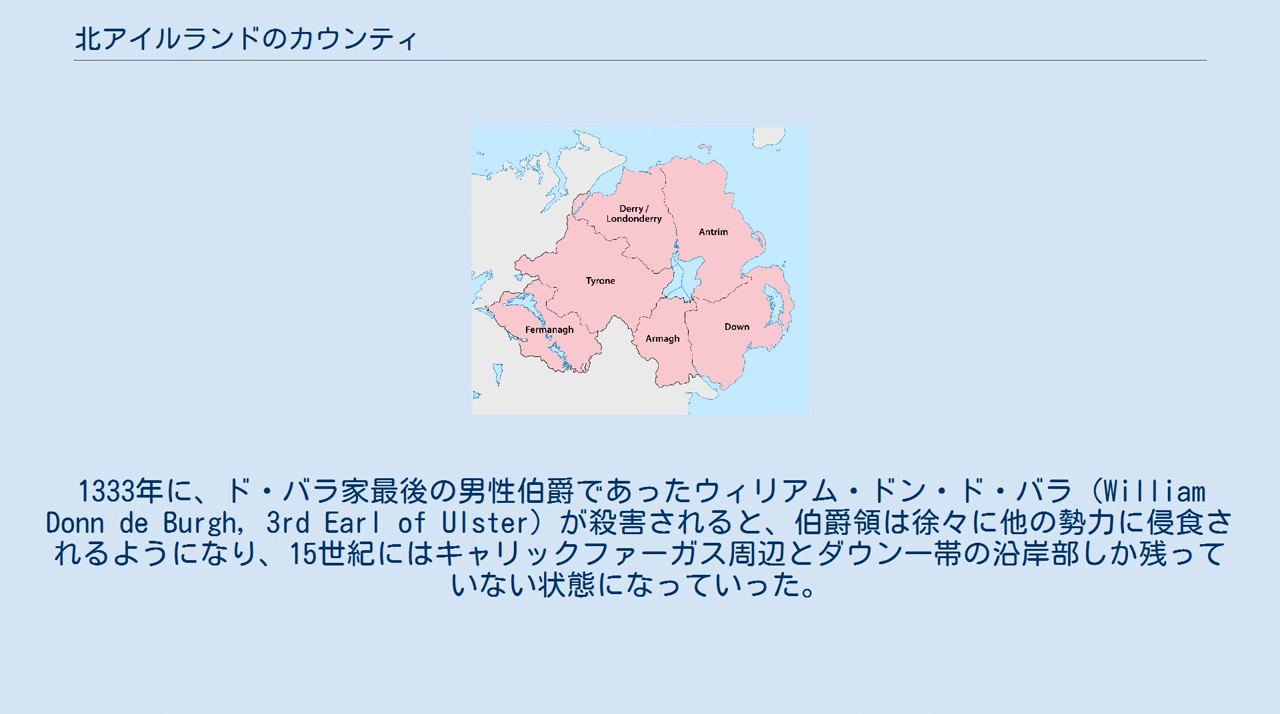 北アイルランドのカウンティ
Derry /
Londonderry
Antrim
Tyrone
Fermanagh
Armagh
Down
1333年に、ド・バラ家最後の男性伯爵であったウィリアム・ドン・ド・バラ (William
Donn de Burgh, 3rd Earl of Ulster) が殺害されると、伯爵領は徐々に他の勢力に侵食さ
れるようになり、15世紀にはキャリックファーガス周辺とダウン一帯の沿岸部しか残って
いない状態になっていった。